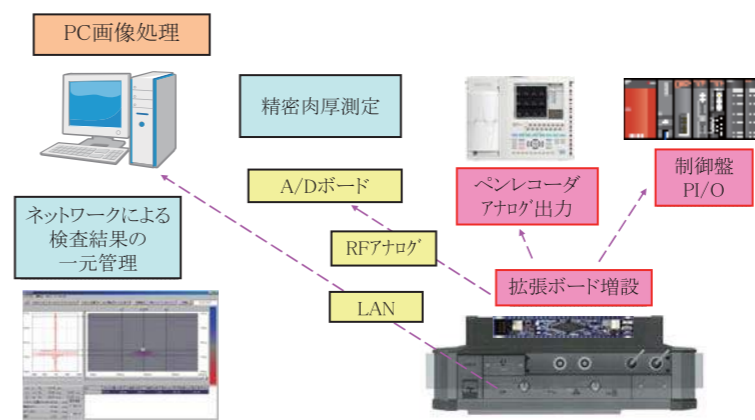 PC画像処理
精密肉厚測定
A/Dボード
ペンレコーダ
アナログ出力
制御盤
PI/O
ネットワークによる
検査結果の
一元管理
RFアナログ
拡張ボード増設
LAN